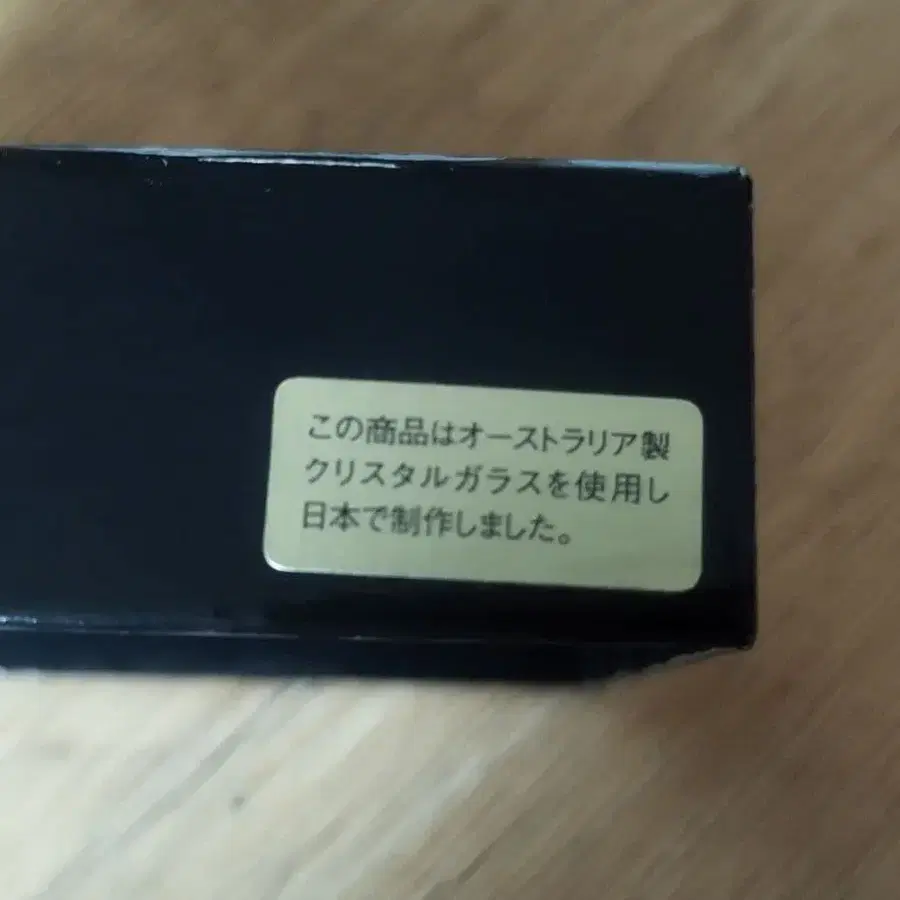 この商品はオーストラリア製
クリスタルガラスを使用し
日本で制作しました。